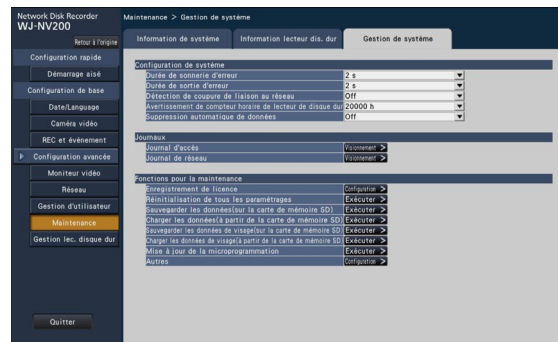 Network Disk Recorder
WJ-NV200
Retour à l'origine
Configuration rapide
Démarrage aisé
Configuration de base
Date/Language
Caméra vidéo
REC et événement
Configuration avancée
Moniteur vidéo
Réseau
Gestion d'utilisateur
Maintenance
Gestion lec. disque dur
Quitter
Maintenance > Gestion de système
Information de système
Information lecteur dis. dur
Gestion de système
Configuration de système
Durée de sonnerie d'erreur 2 s
Durée de sortie d'erreur 2 s
Détection de coupure de liaison au réseau Off
Avertissement de compteur horaire de lecteur de disque dur 20000 h
Suppression automatique de données Off
Journaux
Journal d'accès Visionnement >
Journal de réseau Visionnement >
Fonctions pour la maintenance
Enregistrement de licence Configuration >
Réinitialisation de tous les paramétrages Exécuter >
Sauvegarder les données(sur la carte de mémoire SD) Exécuter >
Charger les données(à partir de la carte de mémoire SD) Exécuter >
Sauvegarder les données de visage(sur la carte de mémoire SD) Exécuter >
Charger les données de visage(à partir de la carte de mémoire SD) Exécuter >
Mise à jour de la microprogrammation Exécuter >
Autres Configuration >